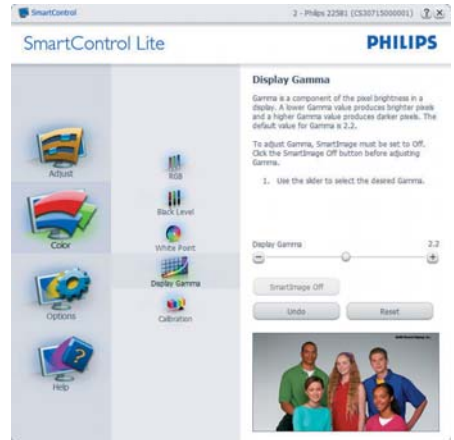 SmartControl
2 - Philips 225B1 (CS30715000001)
? ×
SmartControl Lite
PHILIPS
Adjust
Color
Options
Help
RGB
Black Level
White Point
Display Gamma
Calibration
Display Gamma
Gamma is a component of the pixel brightness in a
display. A lower Gamma value produces brighter pixels
and a higher Gamma value produces darker pixels. The
default value for Gamma is 2.2.
To adjust Gamma, SmartImage must be set to Off.
Click the SmartImage Off button before adjusting
Gamma.
1. Use the slider to select the desired Gamma.
Display Gamma
2.2
SmartImage Off
Undo
Reset